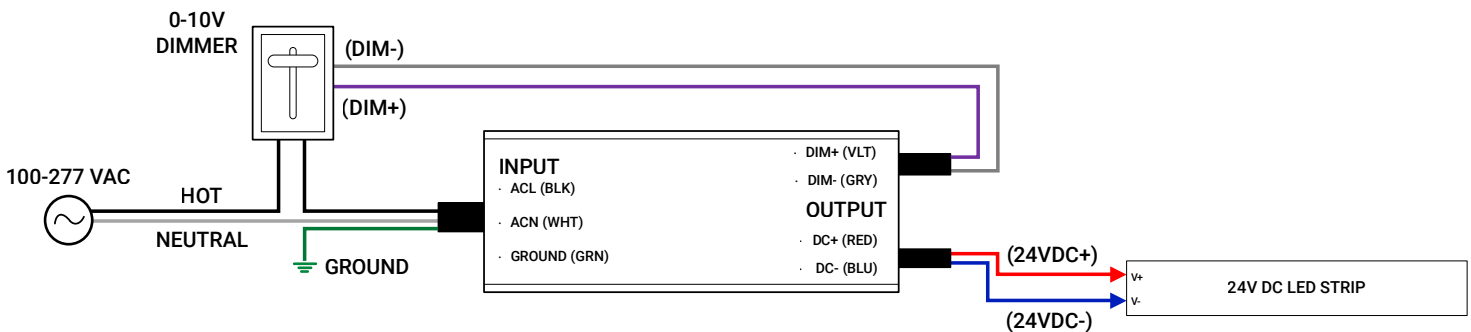 0-10V
DIMMER
(DIM-)
(DIM+)
100-277 VAC
HOT
NEUTRAL
GROUND
INPUT
· ACL (BLK)
· ACN (WHT)
· GROUND (GRN)
· DIM+ (VLT)
· DIM- (GRY)
OUTPUT
· DC+ (RED)
· DC- (BLU)
(24VDC+)
(24VDC-)
V+
V-
24V DC LED STRIP